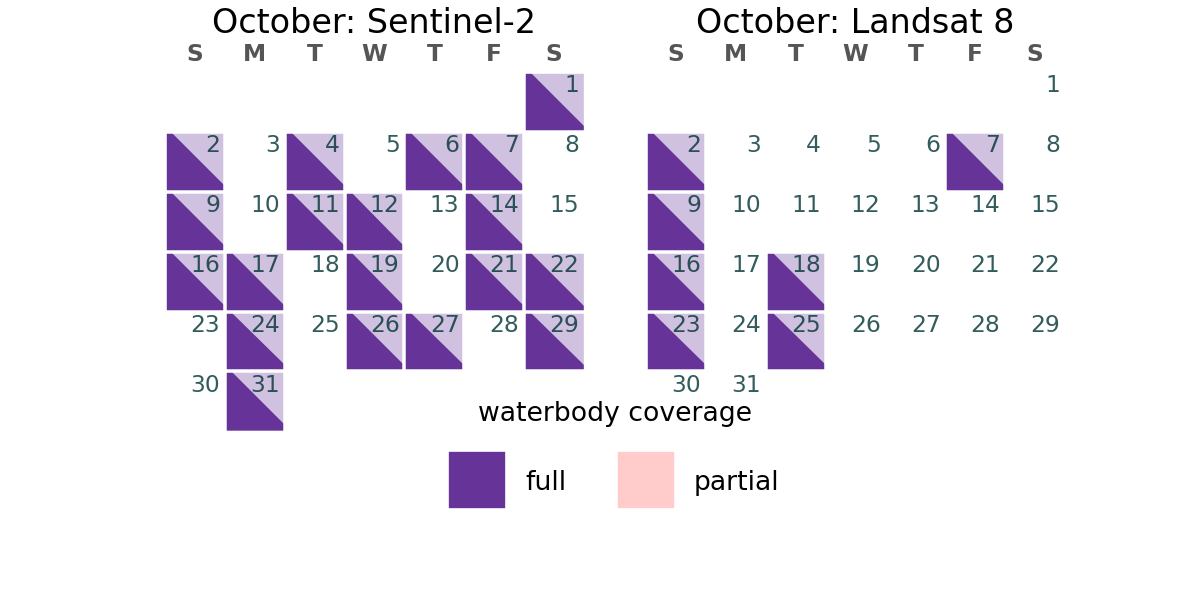 October: Sentinel-2
S M T W T F S
1
2 3 4 5 6 7 8
9 10 11 12 13 14 15
16 17 18 19 20 21 22
23 24 25 26 27 28 29
30 31
October: Landsat 8
S M T W T F S
1
2 3 4 5 6 7 8
9 10 11 12 13 14 15
16 17 18 19 20 21 22
23 24 25 26 27 28 29
30 31
waterbody coverage
full partial